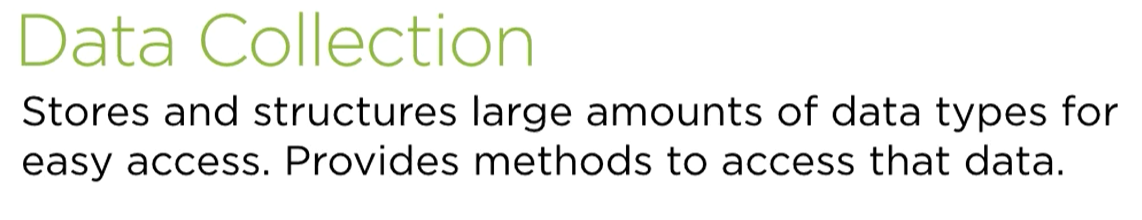 Data Collection
Stores and structures large amounts of data types for
easy access. Provides methods to access that data.